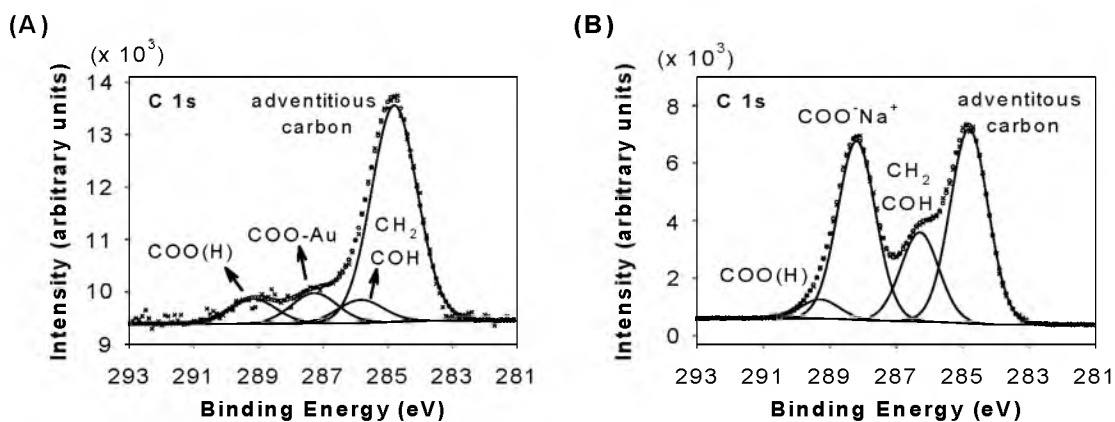 (A)
(x 10³)
Intensity (arbitrary units)
14
13
12
11
10
9
C 1s
adventitious
carbon
COO(H)
COO-Au
CH₂
COH
293 291 289 287 285 283 281
Binding Energy (eV)
(B)
(x 10³)
Intensity (arbitrary units)
8
6
4
2
0
C 1s
COO⁻Na⁺
adventitous
carbon
CH₂
COH
COO(H)
293 291 289 287 285 283 281
Binding Energy (eV)